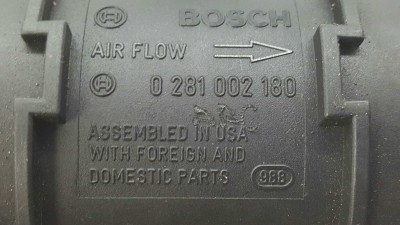 BOSCH
AIR FLOW
0 281 002 180
ASSEMBLED IN USA
WITH FOREIGN AND
DOMESTIC PARTS 988